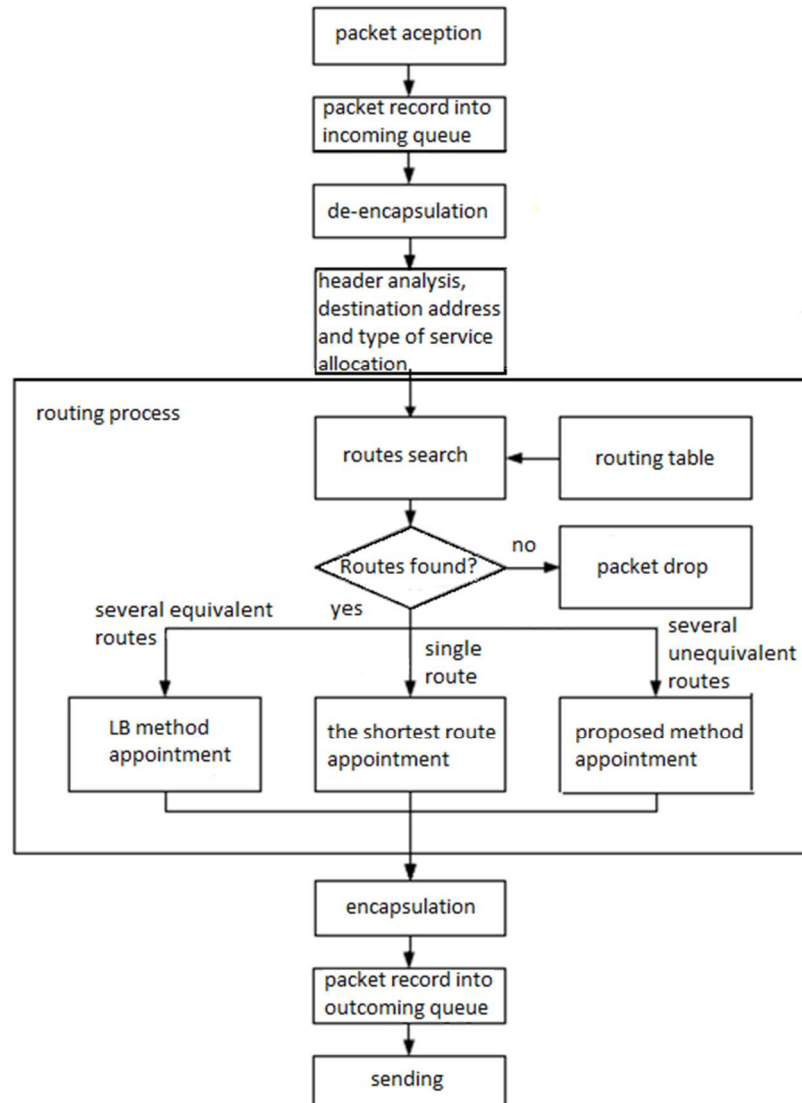 packet aception
packet record into
incoming queue
de-encapsulation
header analysis,
destination address
and type of service
allocation
routing process
routes search
routing table
Routes found?
no
packet drop
yes
several equivalent
routes
single
route
several
unequivalent
routes
LB method
appointment
the shortest route
appointment
proposed method
appointment
encapsulation
packet record into
outcoming queue
sending